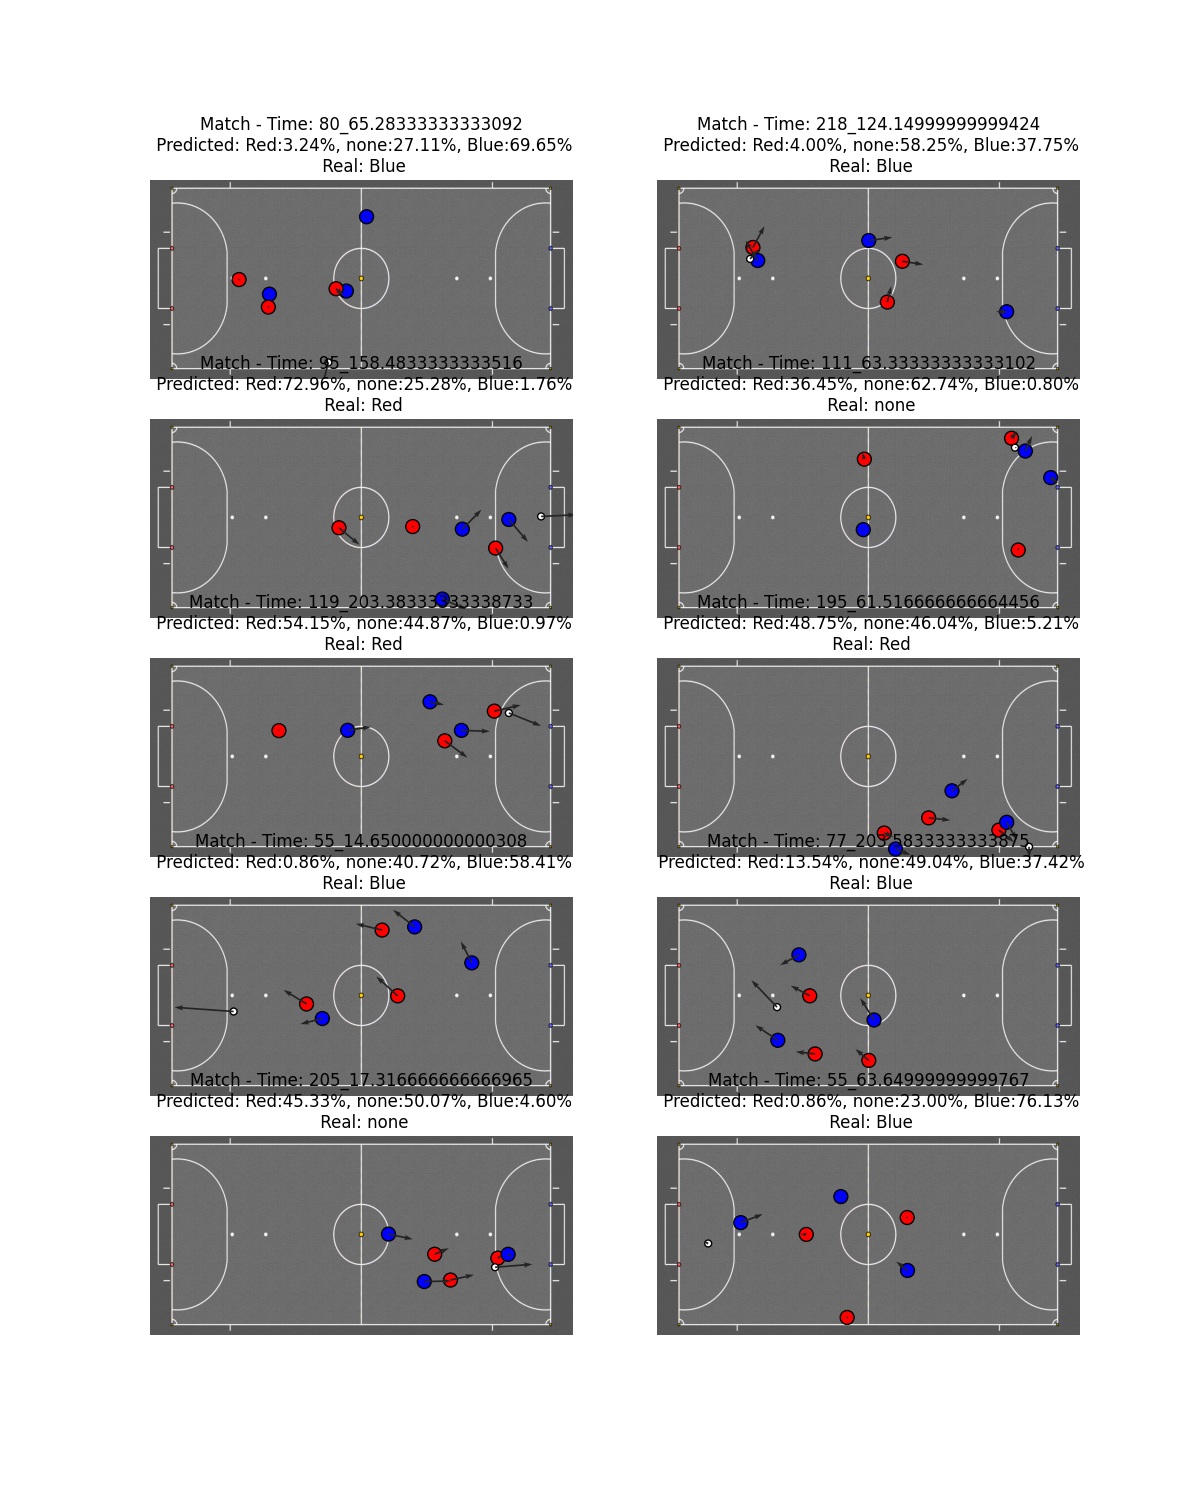 Match - Time: 80_65.28333333333092
Predicted: Red:3.24%, none:27.11%, Blue:69.65%
Real: Blue
Match - Time: 218_124.14999999999424
Predicted: Red:4.00%, none:58.25%, Blue:37.75%
Real: Blue
Match - Time: 95_158.4833333333516
Predicted: Red:72.96%, none:25.28%, Blue:1.76%
Real: Red
Match - Time: 111_63.33333333333102
Predicted: Red:36.45%, none:62.74%, Blue:0.80%
Real: none
Match - Time: 119_203.38333333338733
Predicted: Red:54.15%, none:44.87%, Blue:0.97%
Real: Red
Match - Time: 195_61.516666666664456
Predicted: Red:48.75%, none:46.04%, Blue:5.21%
Real: Red
Match - Time: 55_14.650000000000308
Predicted: Red:0.86%, none:40.72%, Blue:58.41%
Real: Blue
Match - Time: 77_203.5833333333875
Predicted: Red:13.54%, none:49.04%, Blue:37.42%
Real: Blue
Match - Time: 205_17.316666666666965
Predicted: Red:45.33%, none:50.07%, Blue:4.60%
Real: none
Match - Time: 55_63.64999999999767
Predicted: Red:0.86%, none:23.00%, Blue:76.13%
Real: Blue